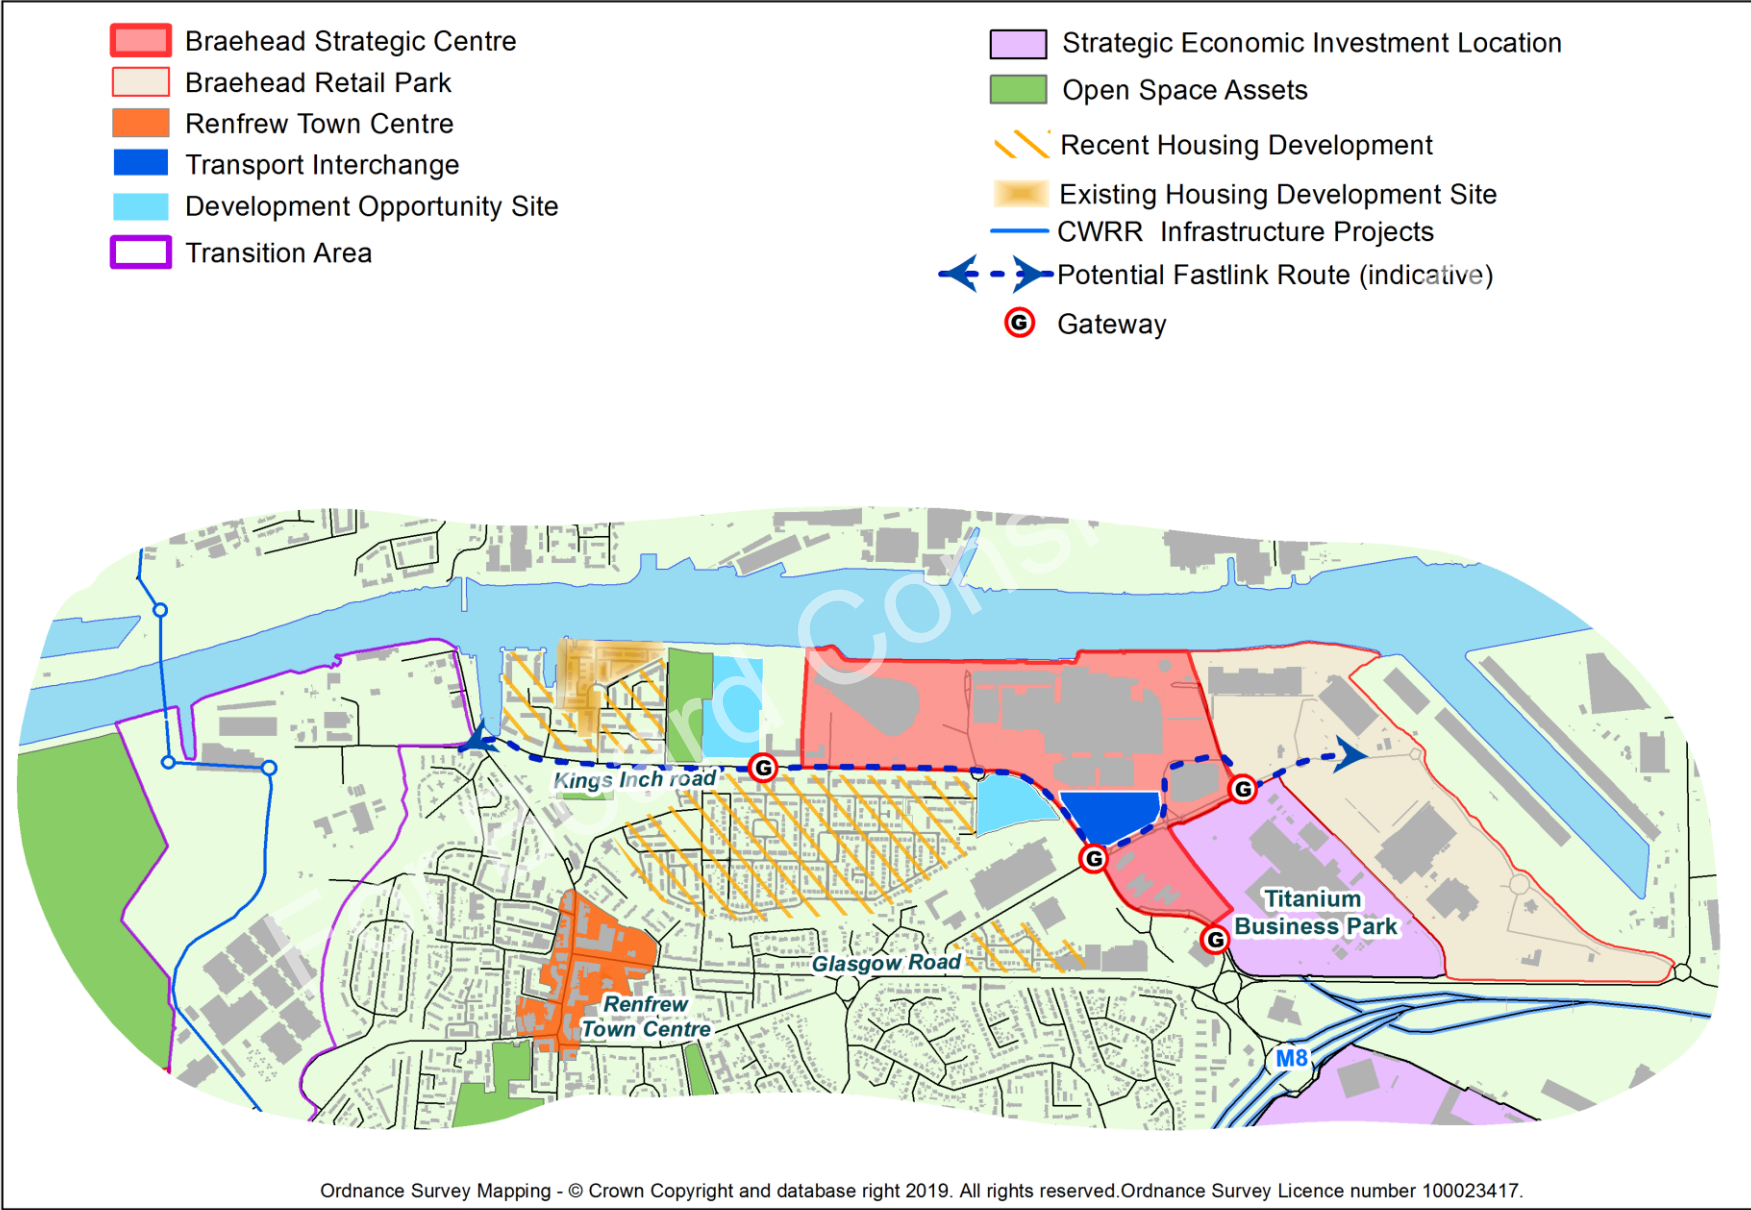 Braehead Strategic Centre
Braehead Retail Park
Renfrew Town Centre
Transport Interchange
Development Opportunity Site
Transition Area
Strategic Economic Investment Location
Open Space Assets
Recent Housing Development
Existing Housing Development Site
CWRR Infrastructure Projects
Potential Fastlink Route (indicative)
G Gateway
Kings Inch road
G
G
G
G
Titanium
Business Park
Glasgow Road
Renfrew
Town Centre
M8
Ordnance Survey Mapping - © Crown Copyright and database right 2019. All rights reserved.Ordnance Survey Licence number 100023417.